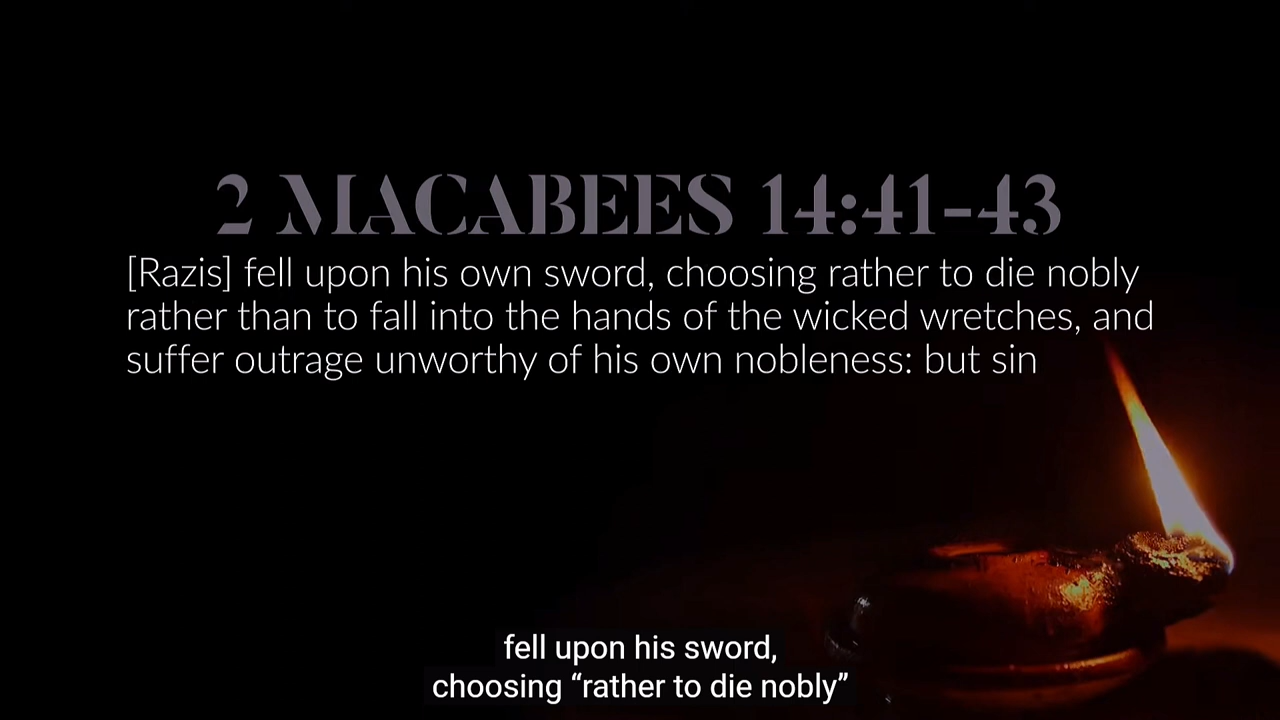 2 MACABEES 14:41-43
[Razis] fell upon his own sword, choosing rather to die nobly
rather than to fall into the hands of the wicked wretches, and
suffer outrage unworthy of his own nobleness: but sin
fell upon his sword,
choosing “rather to die nobly”